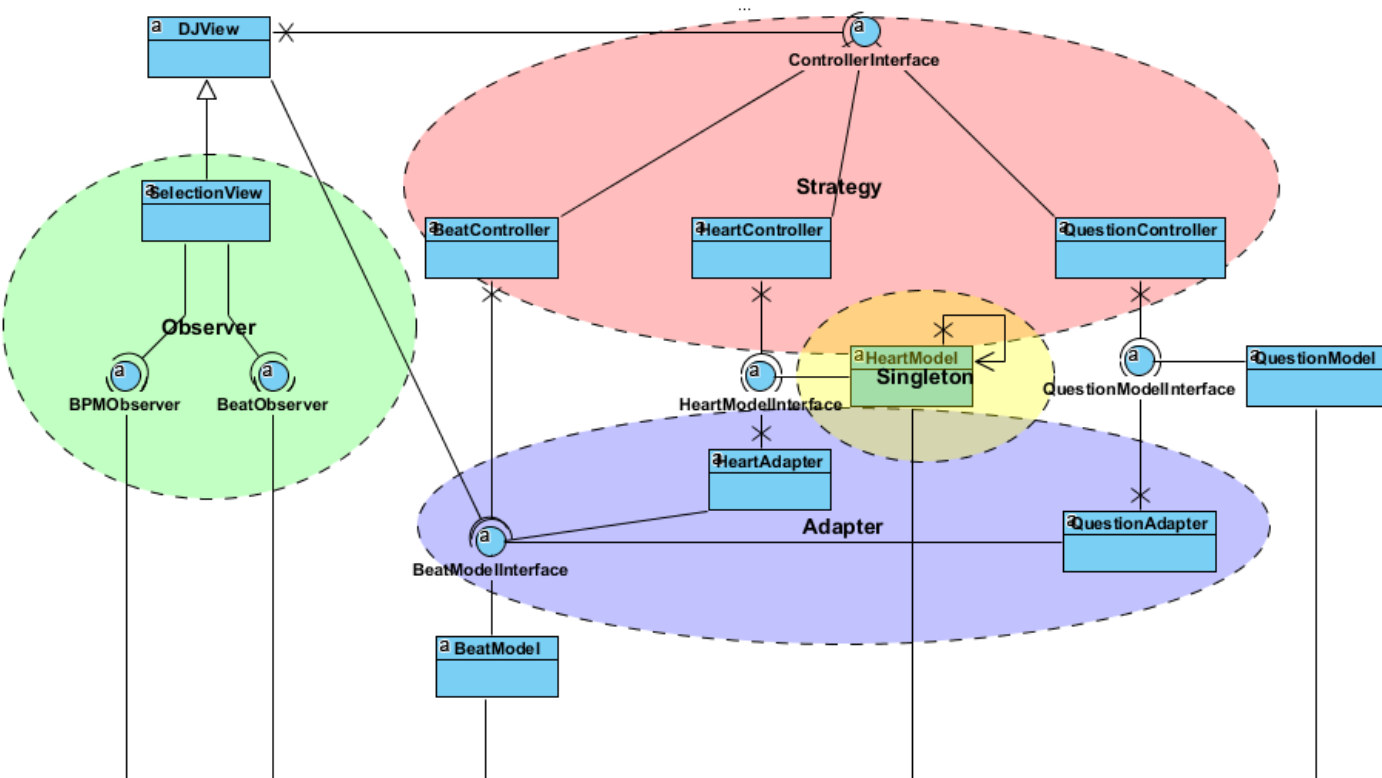 ...
a DJView
a
ControllerInterface
a SelectionView
Strategy
a BeatController
a HeartController
a QuestionController
Observer
a
BPMObserver
a
BeatObserver
a HeartModel
Singleton
a
HeartModelInterface
a
QuestionModelInterface
a QuestionModel
a HeartAdapter
Adapter
a QuestionAdapter
a
BeatModelInterface
a BeatModel